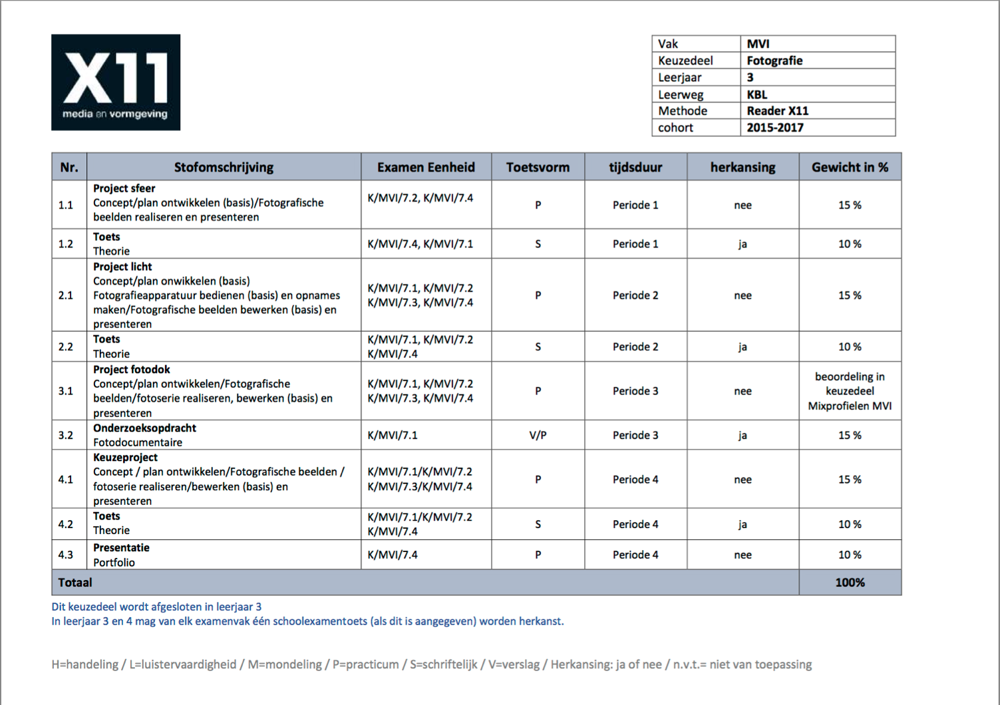 X11
media en vormgeving
Vak MVI
Keuzedeel Fotografie
Leerjaar 3
Leerweg KBL
Methode Reader X11
cohort 2015-2017
Nr. Stofomschrijving Examen Eenheid Toetsvorm tijdsduur herkansing Gewicht in %
1.1 Project sfeer
Concept/plan ontwikkelen (basis)/Fotografische
beelden realiseren en presenteren
K/MVI/7.2, K/MVI/7.4 P Periode 1 nee 15 %
1.2 Toets
Theorie
K/MVI/7.4, K/MVI/7.1 S Periode 1 ja 10 %
2.1 Project licht
Concept/plan onwikkelen (basis)
Fotografieapparatuur bedienen (basis) en opnames
maken/Fotografische beelden bewerken (basis) en
presenteren
K/MVI/7.1, K/MVI/7.2
K/MVI/7.3, K/MVI/7.4
P Periode 2 nee 15 %
2.2 Toets
Theorie
K/MVI/7.1, K/MVI/7.2
K/MVI/7.4
S Periode 2 ja 10 %
3.1 Project fotodok
Concept/plan ontwikkelen/Fotografische
beelden/fotoserie realiseren, bewerken (basis) en
presenteren
K/MVI/7.1, K/MVI/7.2
K/MVI/7.3, K/MVI/7.4
P Periode 3 nee
beoordeling in
keuzedeel
Mixprofielen MVI
3.2 Onderzoeksopdracht
Fotodocumentaire
K/MVI/7.1 V/P Periode 3 ja 15 %
4.1 Keuzeproject
Concept / plan ontwikkelen/Fotografische beelden /
fotoserie realiseren/bewerken (basis) en
presenteren
K/MVI/7.1/K/MVI/7.2
K/MVI/7.3/K/MVI/7.4
P Periode 4 nee 15 %
4.2 Toets
Theorie
K/MVI/7.1/K/MVI/7.2
K/MVI/7.4
S Periode 4 ja 10 %
4.3 Presentatie
Portfolio
K/MVI/7.4 P Periode 4 nee 10 %
Totaal 100%
Dit keuzedeel wordt afgesloten in leerjaar 3
In leerjaar 3 en 4 mag van elk examenvak één schoolexamentoets (als dit is aangegeven) worden herkanst.
H=handeling / L=luistervaardigheid / M=mondeling / P=practicum / S=schriftelijk / V=verslag / Herkansing: ja of nee / n.v.t.= niet van toepassing